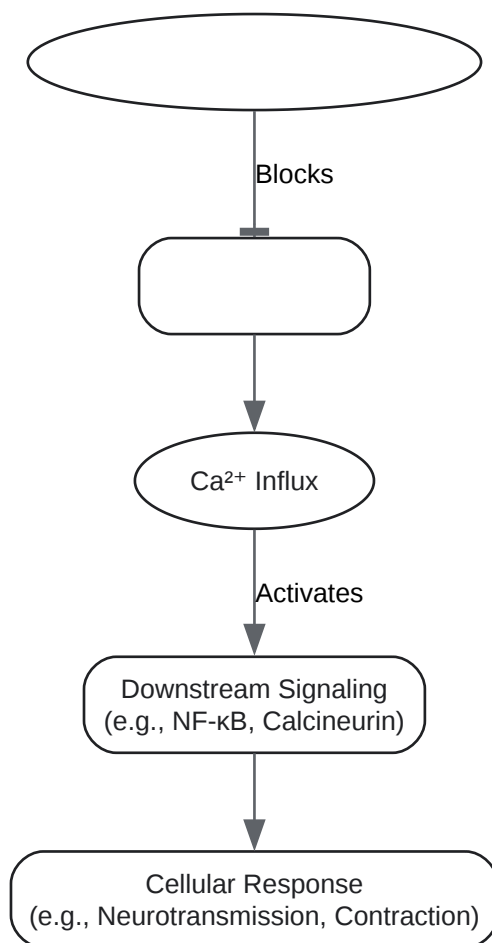 Blocks
Ca²⁺ Influx
Activates
Downstream Signaling
(e.g., NF-κB, Calcineurin)
Cellular Response
(e.g., Neurotransmission, Contraction)